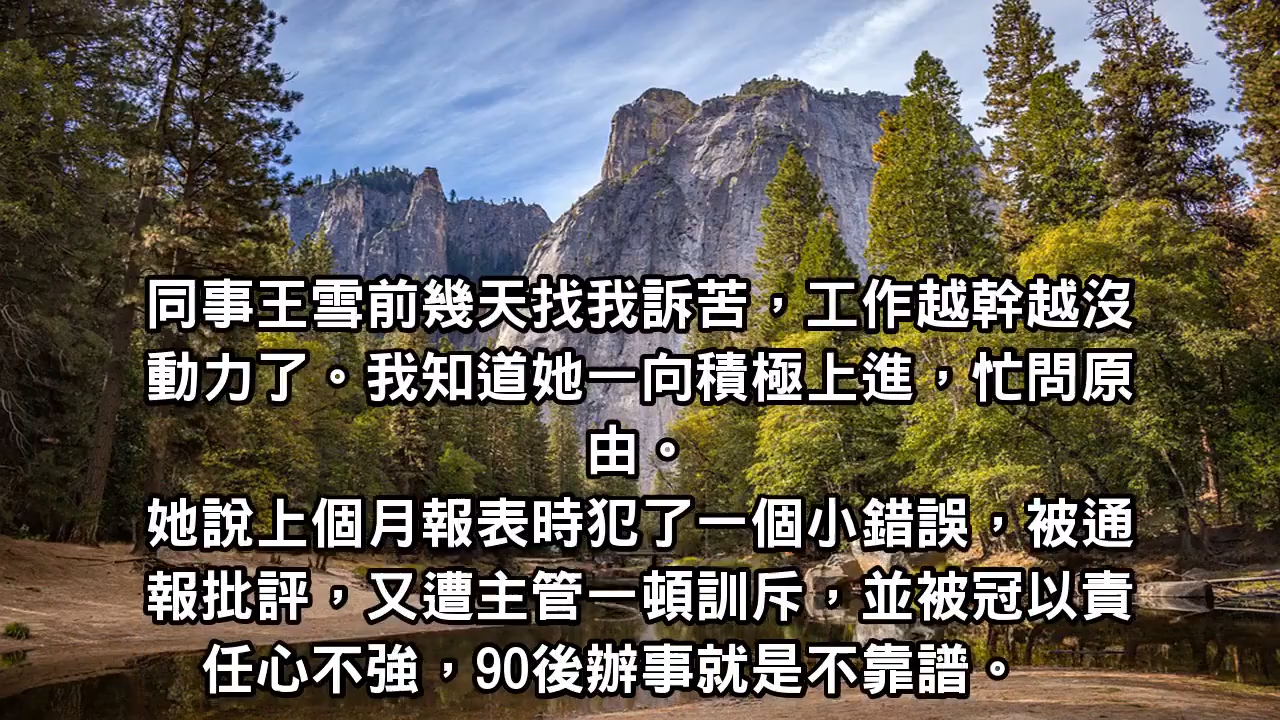 同事王雪前幾天找我訴苦，工作越幹越沒
動力了。我知道她一向積極上進，忙問原
由。
她說上個月報表時犯了一個小錯誤，被通
報批評，又遭主管一頓訓斥，並被冠以責
任心不強，90後辦事就是不靠譜。